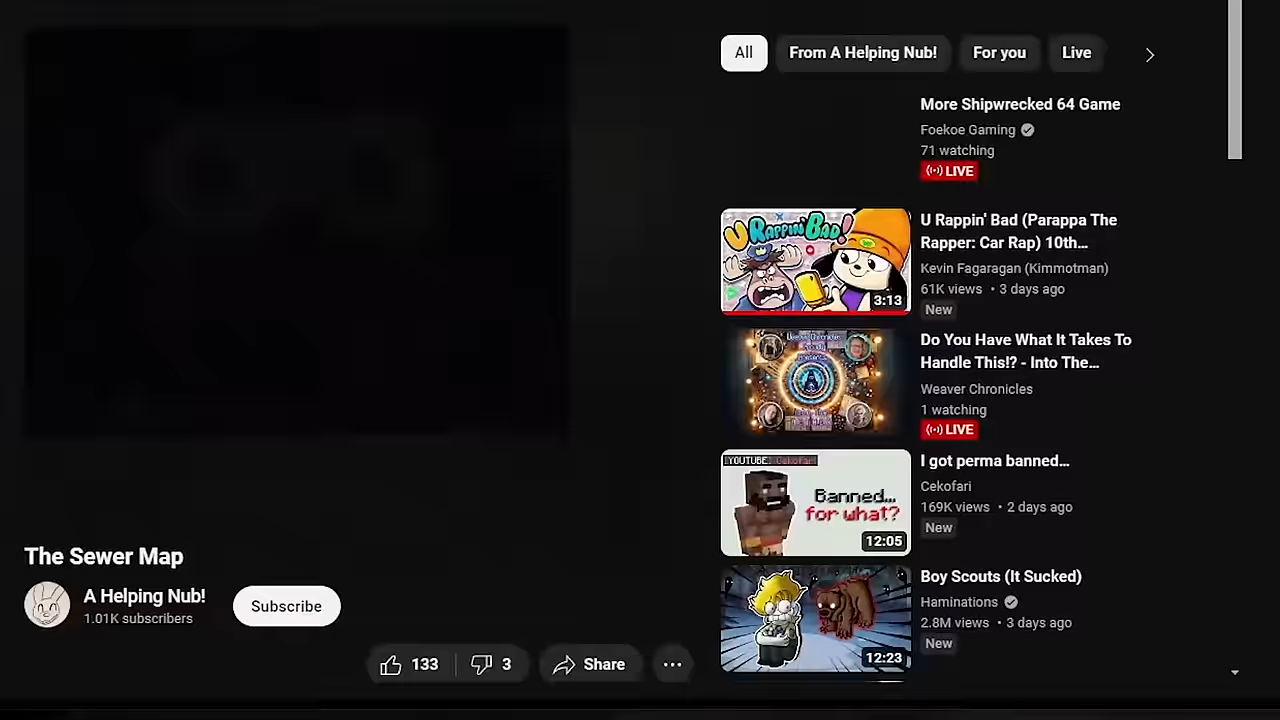 All
From A Helping Nub!
For you
Live
More Shipwrecked 64 Game
Foekoe Gaming
71 watching
LIVE
U RAPPIN' BAD!
3:13
U Rappin' Bad (Parappa The
Rapper: Car Rap) 10th...
Kevin Fagaragan (Kimmotman)
61K views • 3 days ago
New
Do You Have What It Takes To
Handle This!? - Into The...
Weaver Chronicles
1 watching
LIVE
YOUTUBE: Cekofari
Banned...
for what?
12:05
I got perma banned...
Cekofari
169K views • 2 days ago
New
12:23
Boy Scouts (It Sucked)
Haminations
2.8M views • 3 days ago
New
The Sewer Map
A Helping Nub!
1.01K subscribers
Subscribe
133
3
Share